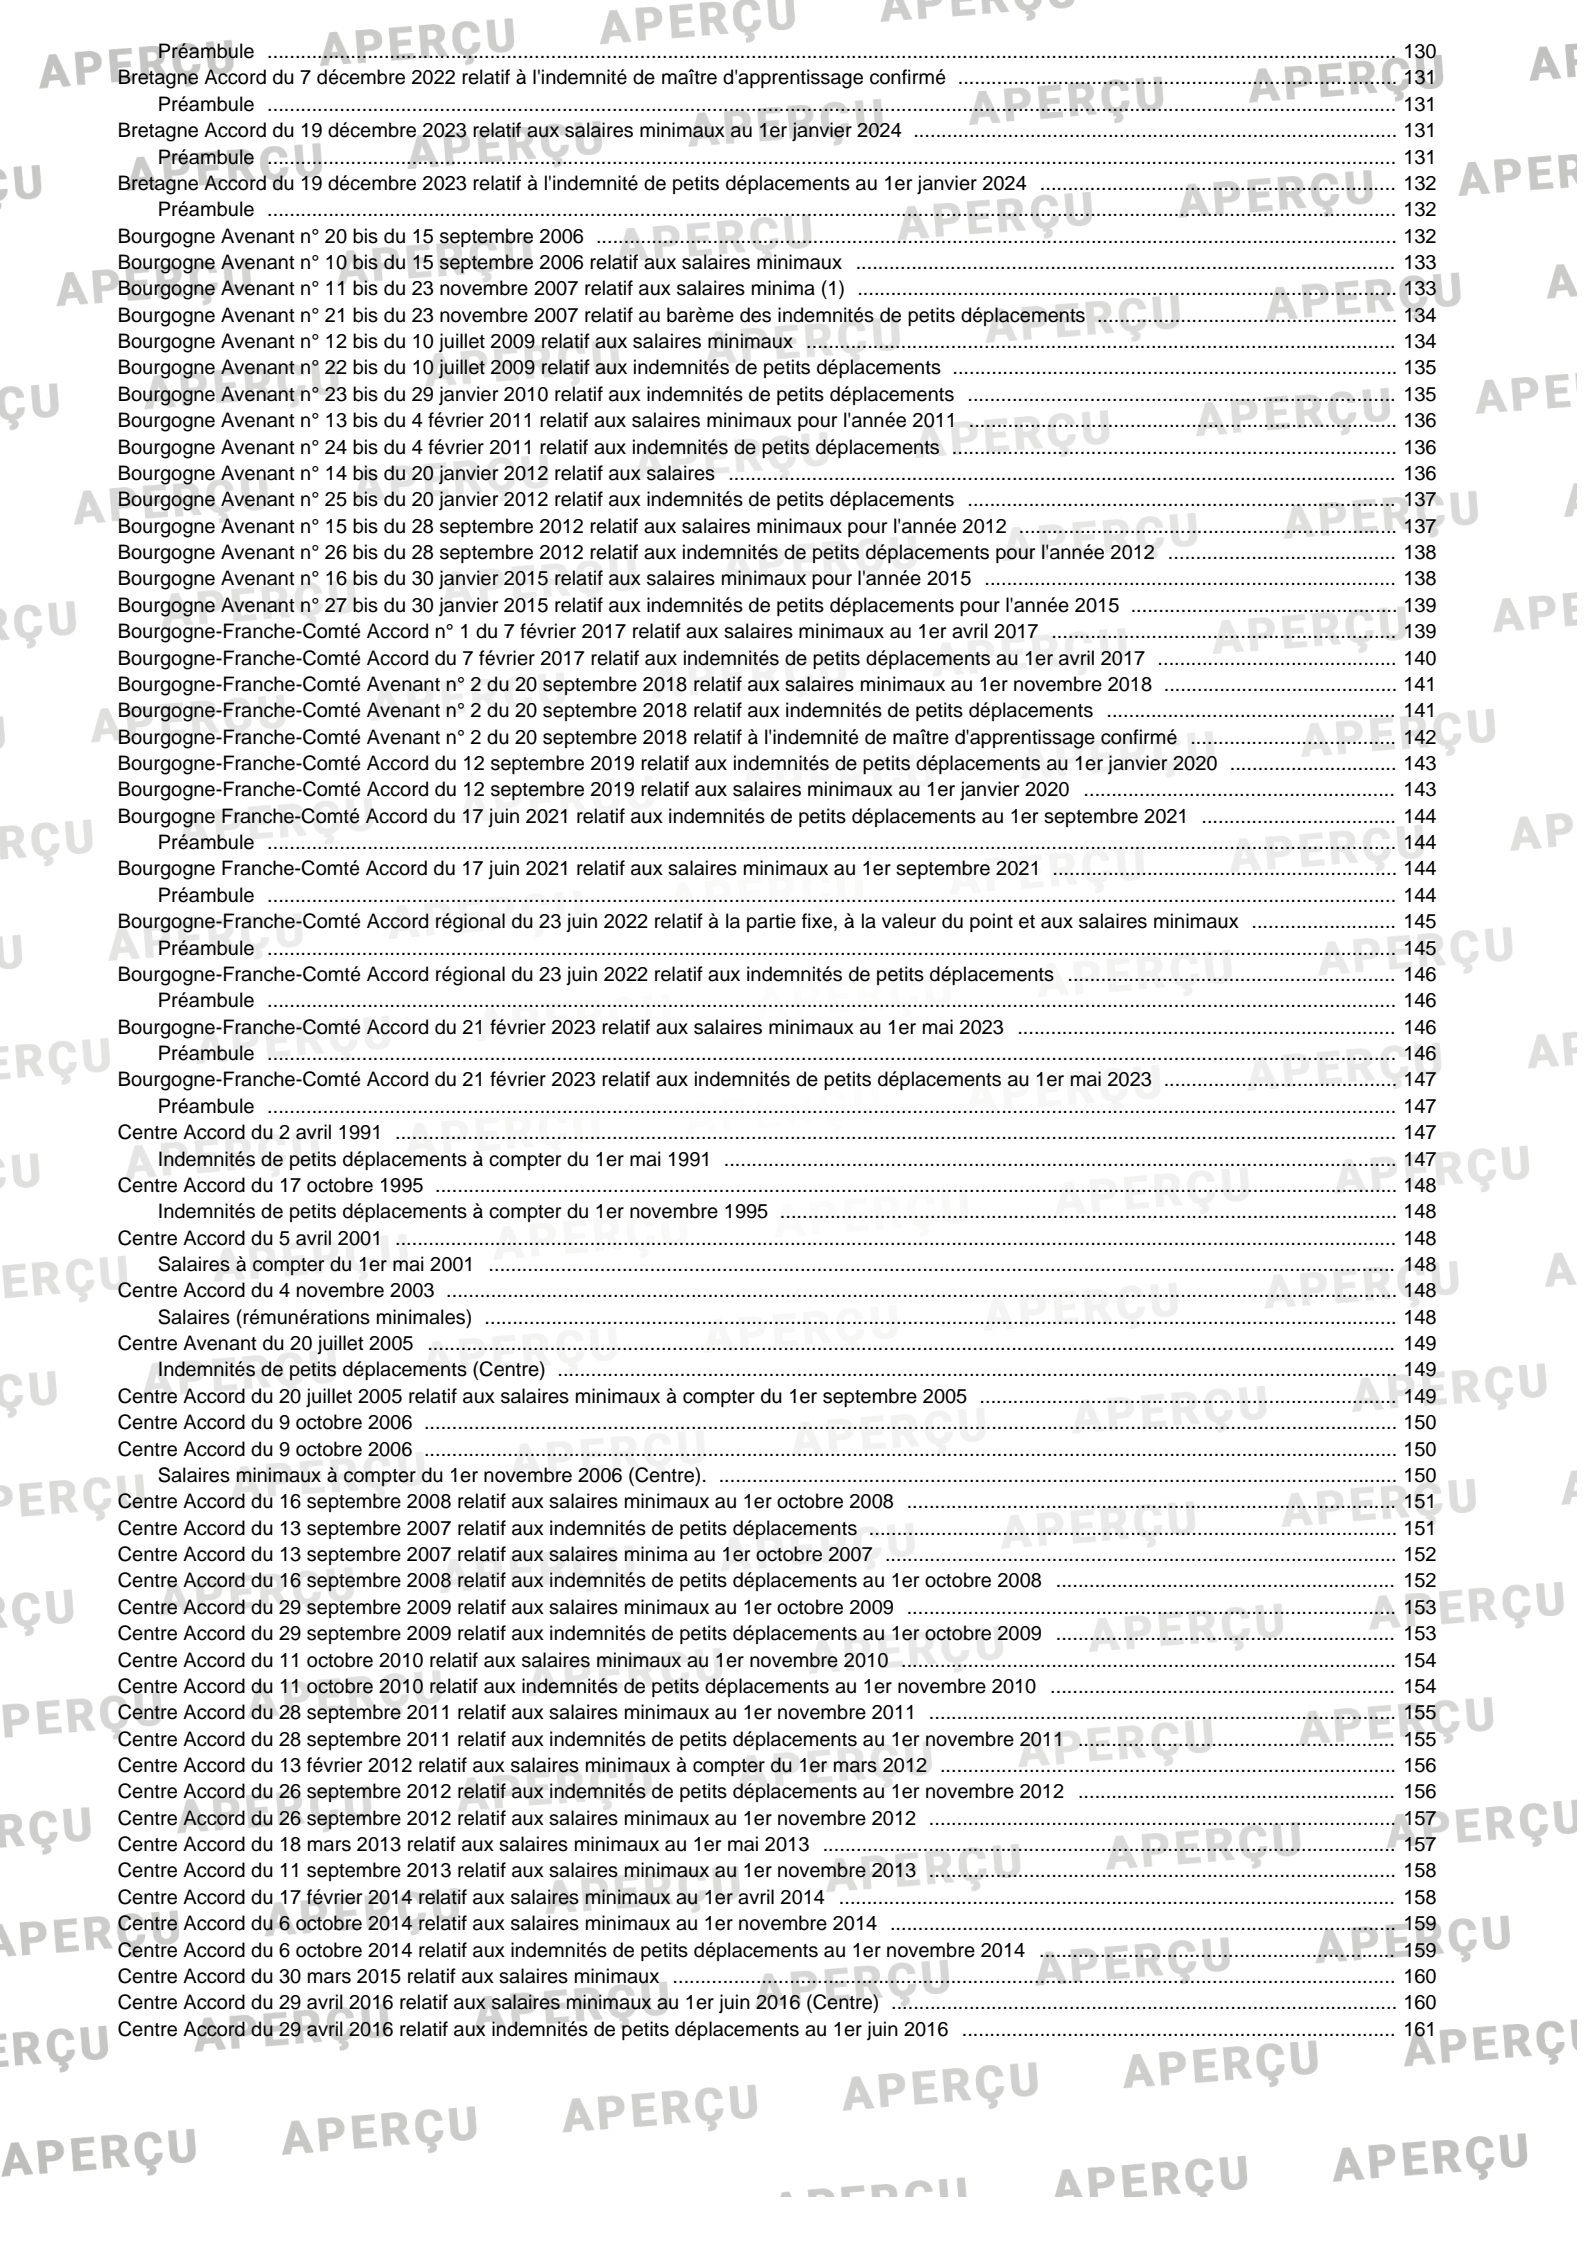 Préambule ........ 130
Bretagne Accord du 7 décembre 2022 relatif à l'indemnité de maître d'apprentissage confirmé ........ 131
Préambule ........ 131
Bretagne Accord du 19 décembre 2023 relatif aux salaires minimaux au 1er janvier 2024 ........ 131
Préambule ........ 131
Bretagne Accord du 19 décembre 2023 relatif à l'indemnité de petits déplacements au 1er janvier 2024 ........ 132
Préambule ........ 132
Bourgogne Avenant n° 20 bis du 15 septembre 2006 ........ 132
Bourgogne Avenant n° 10 bis du 15 septembre 2006 relatif aux salaires minimaux ........ 133
Bourgogne Avenant n° 11 bis du 23 novembre 2007 relatif aux salaires minima (1) ........ 133
Bourgogne Avenant n° 21 bis du 23 novembre 2007 relatif au barème des indemnités de petits déplacements ........ 134
Bourgogne Avenant n° 12 bis du 10 juillet 2009 relatif aux salaires minimaux ........ 134
Bourgogne Avenant n° 22 bis du 10 juillet 2009 relatif aux indemnités de petits déplacements ........ 135
Bourgogne Avenant n° 23 bis du 29 janvier 2010 relatif aux indemnités de petits déplacements ........ 135
Bourgogne Avenant n° 13 bis du 4 février 2011 relatif aux salaires minimaux pour l'année 2011 ........ 136
Bourgogne Avenant n° 24 bis du 4 février 2011 relatif aux indemnités de petits déplacements ........ 136
Bourgogne Avenant n° 14 bis du 20 janvier 2012 relatif aux salaires ........ 136
Bourgogne Avenant n° 25 bis du 20 janvier 2012 relatif aux indemnités de petits déplacements ........ 137
Bourgogne Avenant n° 15 bis du 28 septembre 2012 relatif aux salaires minimaux pour l'année 2012 ........ 137
Bourgogne Avenant n° 26 bis du 28 septembre 2012 relatif aux indemnités de petits déplacements pour l'année 2012 ........ 138
Bourgogne Avenant n° 16 bis du 30 janvier 2015 relatif aux salaires minimaux pour l'année 2015 ........ 138
Bourgogne Avenant n° 27 bis du 30 janvier 2015 relatif aux indemnités de petits déplacements pour l'année 2015 ........ 139
Bourgogne-Franche-Comté Accord n° 1 du 7 février 2017 relatif aux salaires minimaux au 1er avril 2017 ........ 139
Bourgogne-Franche-Comté Accord du 7 février 2017 relatif aux indemnités de petits déplacements au 1er avril 2017 ........ 140
Bourgogne-Franche-Comté Avenant n° 2 du 20 septembre 2018 relatif aux salaires minimaux au 1er novembre 2018 ........ 141
Bourgogne-Franche-Comté Avenant n° 2 du 20 septembre 2018 relatif aux indemnités de petits déplacements ........ 141
Bourgogne-Franche-Comté Avenant n° 2 du 20 septembre 2018 relatif à l'indemnité de maître d'apprentissage confirmé ........ 142
Bourgogne-Franche-Comté Accord du 12 septembre 2019 relatif aux indemnités de petits déplacements au 1er janvier 2020 ........ 143
Bourgogne-Franche-Comté Accord du 12 septembre 2019 relatif aux salaires minimaux au 1er janvier 2020 ........ 143
Bourgogne Franche-Comté Accord du 17 juin 2021 relatif aux indemnités de petits déplacements au 1er septembre 2021 ........ 144
Préambule ........ 144
Bourgogne Franche-Comté Accord du 17 juin 2021 relatif aux salaires minimaux au 1er septembre 2021 ........ 144
Préambule ........ 144
Bourgogne-Franche-Comté Accord régional du 23 juin 2022 relatif à la partie fixe, à la valeur du point et aux salaires minimaux ........ 145
Préambule ........ 145
Bourgogne-Franche-Comté Accord régional du 23 juin 2022 relatif aux indemnités de petits déplacements ........ 146
Préambule ........ 146
Bourgogne-Franche-Comté Accord du 21 février 2023 relatif aux salaires minimaux au 1er mai 2023 ........ 146
Préambule ........ 146
Bourgogne-Franche-Comté Accord du 21 février 2023 relatif aux indemnités de petits déplacements au 1er mai 2023 ........ 147
Préambule ........ 147
Centre Accord du 2 avril 1991 ........ 147
Indemnités de petits déplacements à compter du 1er mai 1991 ........ 147
Centre Accord du 17 octobre 1995 ........ 148
Indemnités de petits déplacements à compter du 1er novembre 1995 ........ 148
Centre Accord du 5 avril 2001 ........ 148
Salaires à compter du 1er mai 2001 ........ 148
Centre Accord du 4 novembre 2003 ........ 148
Salaires (rémunérations minimales) ........ 148
Centre Avenant du 20 juillet 2005 ........ 149
Indemnités de petits déplacements (Centre) ........ 149
Centre Accord du 20 juillet 2005 relatif aux salaires minimaux à compter du 1er septembre 2005 ........ 149
Centre Accord du 9 octobre 2006 ........ 150
Centre Accord du 9 octobre 2006 ........ 150
Salaires minimaux à compter du 1er novembre 2006 (Centre). ........ 150
Centre Accord du 16 septembre 2008 relatif aux salaires minimaux au 1er octobre 2008 ........ 151
Centre Accord du 13 septembre 2007 relatif aux indemnités de petits déplacements ........ 151
Centre Accord du 13 septembre 2007 relatif aux salaires minima au 1er octobre 2007 ........ 152
Centre Accord du 16 septembre 2008 relatif aux indemnités de petits déplacements au 1er octobre 2008 ........ 152
Centre Accord du 29 septembre 2009 relatif aux salaires minimaux au 1er octobre 2009 ........ 153
Centre Accord du 29 septembre 2009 relatif aux indemnités de petits déplacements au 1er octobre 2009 ........ 153
Centre Accord du 11 octobre 2010 relatif aux salaires minimaux au 1er novembre 2010 ........ 154
Centre Accord du 11 octobre 2010 relatif aux indemnités de petits déplacements au 1er novembre 2010 ........ 154
Centre Accord du 28 septembre 2011 relatif aux salaires minimaux au 1er novembre 2011 ........ 155
Centre Accord du 28 septembre 2011 relatif aux indemnités de petits déplacements au 1er novembre 2011 ........ 155
Centre Accord du 13 février 2012 relatif aux salaires minimaux à compter du 1er mars 2012 ........ 156
Centre Accord du 26 septembre 2012 relatif aux indemnités de petits déplacements au 1er novembre 2012 ........ 156
Centre Accord du 26 septembre 2012 relatif aux salaires minimaux au 1er novembre 2012 ........ 157
Centre Accord du 18 mars 2013 relatif aux salaires minimaux au 1er mai 2013 ........ 157
Centre Accord du 11 septembre 2013 relatif aux salaires minimaux au 1er novembre 2013 ........ 158
Centre Accord du 17 février 2014 relatif aux salaires minimaux au 1er avril 2014 ........ 158
Centre Accord du 6 octobre 2014 relatif aux salaires minimaux au 1er novembre 2014 ........ 159
Centre Accord du 6 octobre 2014 relatif aux indemnités de petits déplacements au 1er novembre 2014 ........ 159
Centre Accord du 30 mars 2015 relatif aux salaires minimaux ........ 160
Centre Accord du 29 avril 2016 relatif aux salaires minimaux au 1er juin 2016 (Centre) ........ 160
Centre Accord du 29 avril 2016 relatif aux indemnités de petits déplacements au 1er juin 2016 ........ 161
APERÇU